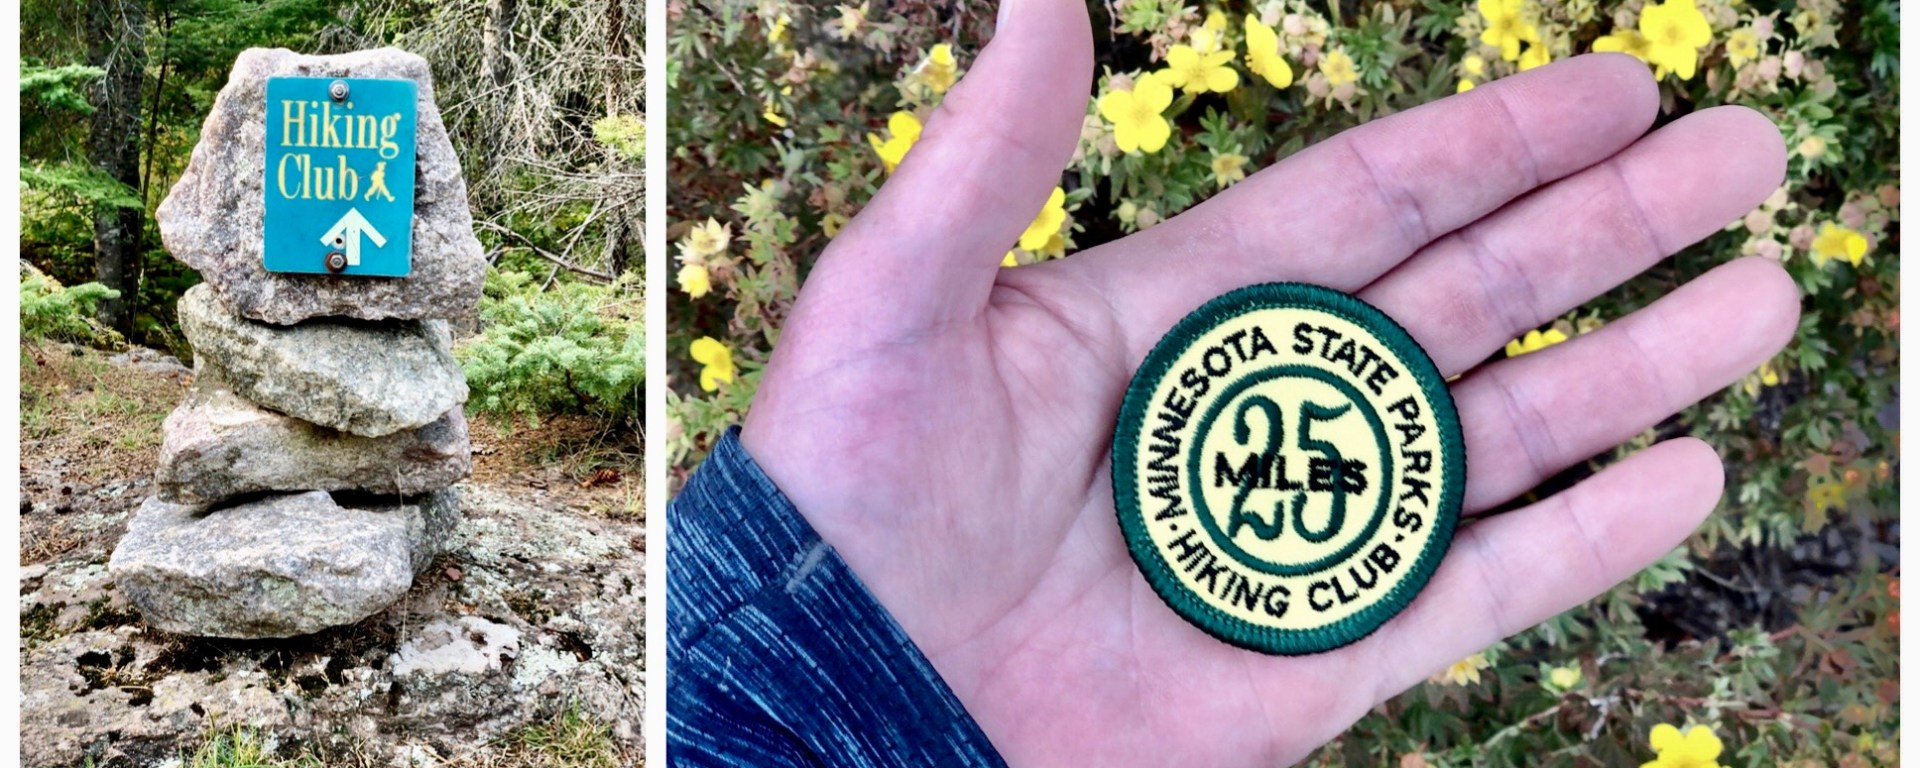 Hiking
Club
MINNESOTA STATE PARKS
25
MILES
HIKING CLUB